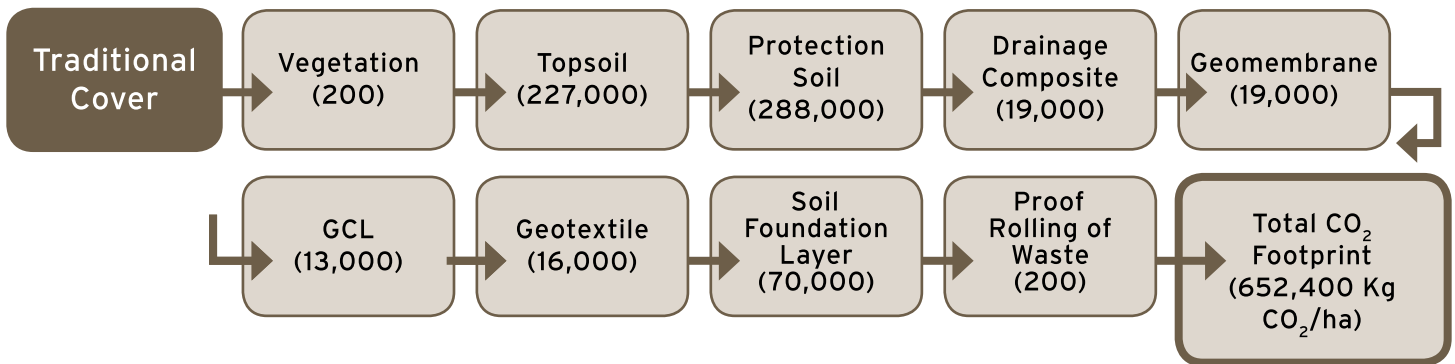 Traditional
Cover
Vegetation
(200)
Topsoil
(227,000)
Protection
Soil
(288,000)
Drainage
Composite
(19,000)
Geomembrane
(19,000)
GCL
(13,000)
Geotextile
(16,000)
Soil
Foundation
Layer
(70,000)
Proof
Rolling of
Waste
(200)
Total CO₂
Footprint
(652,400 Kg
CO₂/ha)